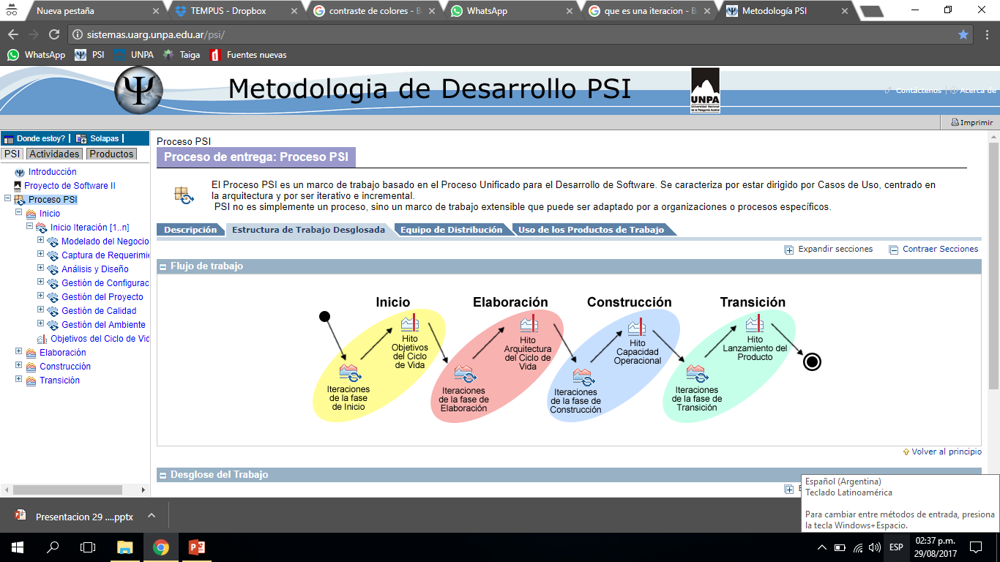 Nueva pestaña
TEMPUS - Dropbox
contraste de colores - B
WhatsApp
que es una iteracion - B
Metodología PSI
sistemas.uarg.unpa.edu.ar/psi/
WhatsApp
PSI
UNPA
Taiga
Fuentes nuevas
Ψ
Metodologia de Desarrollo PSI
UNPA
Universidad Nacional
de la Patagonia Austral
Contáctenos | Acerca de
Imprimir
Donde estoy? | Solapas |
PSI Actividades Productos
Introducción
Proyecto de Software II
Proceso PSI
Inicio
Inicio Iteración [1..n]
Modelado del Negocio
Captura de Requerimie
Análisis y Diseño
Gestión de Configurac
Gestión del Proyecto
Gestión de Calidad
Gestión del Ambiente
Objetivos del Ciclo de Vid
Elaboración
Construcción
Transición
Proceso PSI
Proceso de entrega: Proceso PSI
El Proceso PSI es un marco de trabajo basado en el Proceso Unificado para el Desarrollo de Software. Se caracteriza por estar dirigido por Casos de Uso, centrado en
la arquitectura y por ser iterativo e incremental.
PSI no es simplemente un proceso, sino un marco de trabajo extensible que puede ser adaptado por a organizaciones o procesos específicos.
Descripción
Estructura de Trabajo Desglosada
Equipo de Distribución
Uso de los Productos de Trabajo
Expandir secciones
Contraer Secciones
Flujo de trabajo
Inicio
Elaboración
Construcción
Transición
Hito
Objetivos
del Ciclo
de Vida
Iteraciones
de la fase
de Inicio
Hito
Arquitectura
del Ciclo de
Vida
Iteraciones
de la fase de
Elaboración
Hito
Capacidad
Operacional
Iteraciones
de la fase de
Construcción
Hito
Lanzamiento del
Producto
Iteraciones
de la fase de
Transición
Volver al principio
Desglose del Trabajo
Español (Argentina)
Teclado Latinoamérica
Para cambiar entre métodos de entrada, presiona
la tecla Windows+Espacio.
Presentacion 29 ....pptx
ESP
02:37 p.m.
29/08/2017